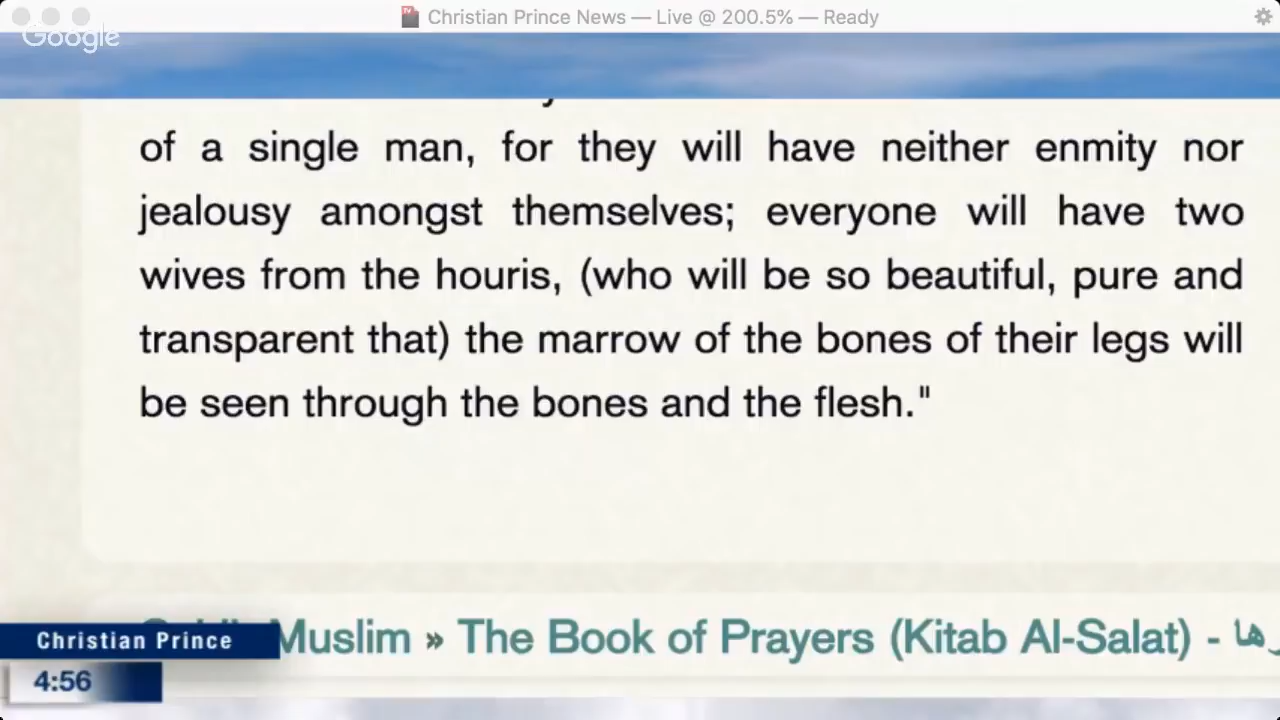 Christian Prince News — Live @ 200.5% — Ready
Google
of a single man, for they will have neither enmity nor
jealousy amongst themselves; everyone will have two
wives from the houris, (who will be so beautiful, pure and
transparent that) the marrow of the bones of their legs will
be seen through the bones and the flesh."
Muslim » The Book of Prayers (Kitab Al-Salat) -
Christian Prince
4:56